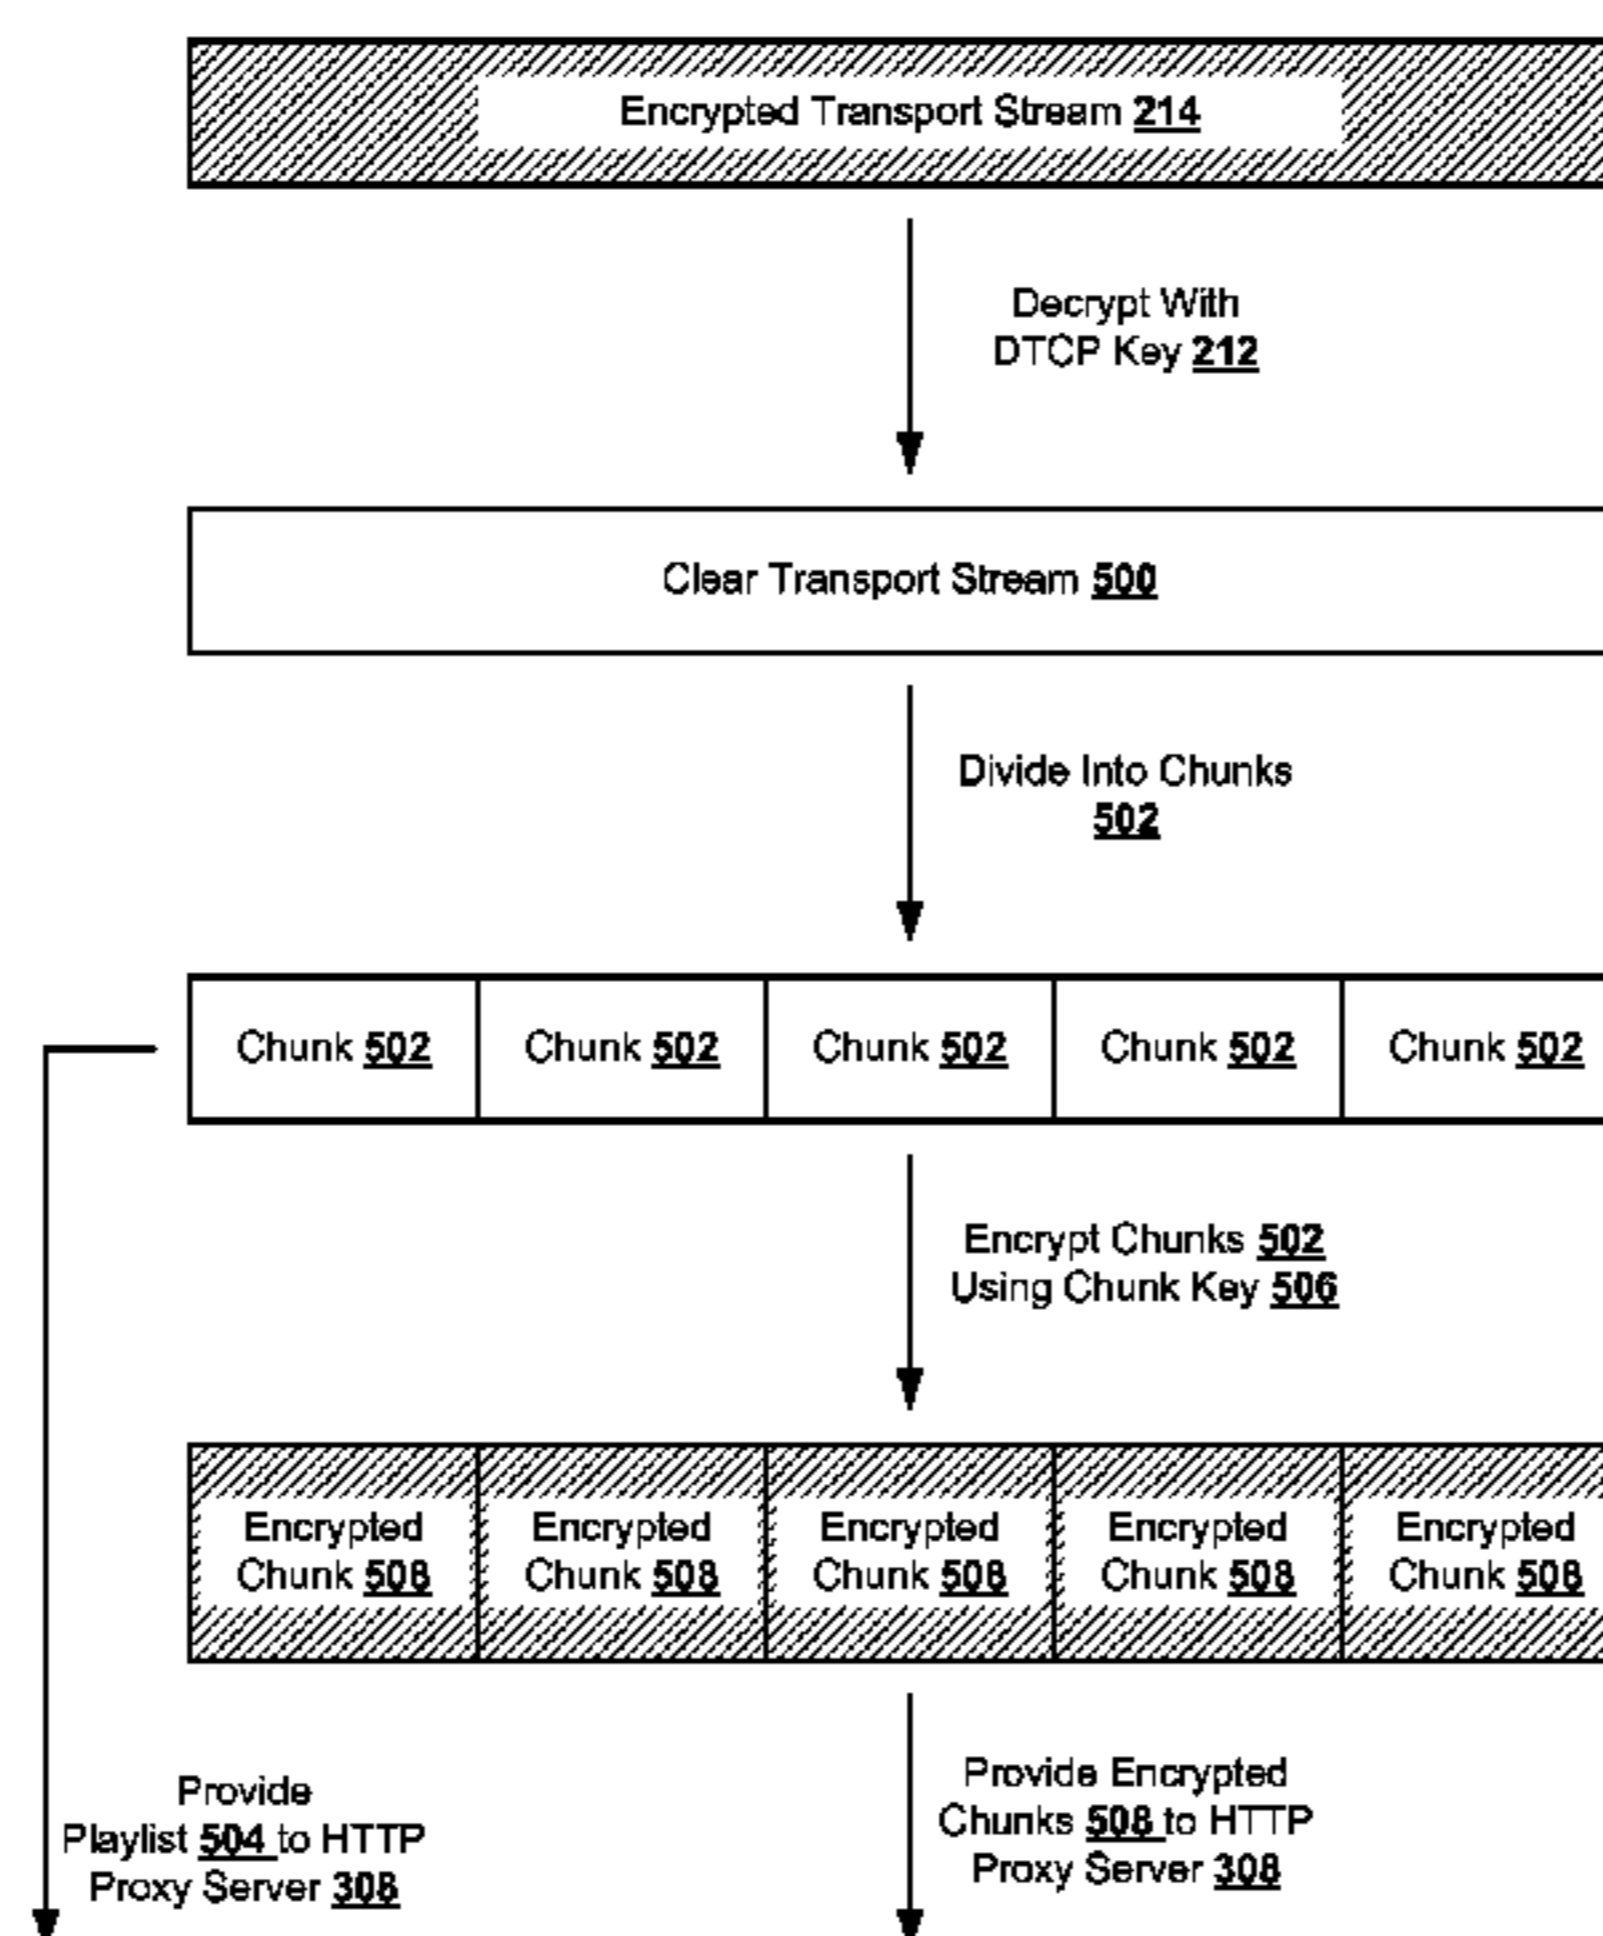 Encrypted Transport Stream 214
Decrypt With
DTCP Key 212
Clear Transport Stream 500
Divide Into Chunks
502
Chunk 502 Chunk 502 Chunk 502 Chunk 502 Chunk 502
Encrypt Chunks 502
Using Chunk Key 506
Encrypted Encrypted Encrypted Encrypted Encrypted
Chunk 508 Chunk 508 Chunk 508 Chunk 508 Chunk 508
Provide
Playlist 504 to HTTP
Proxy Server 308
Provide Encrypted
Chunks 508 to HTTP
Proxy Server 308